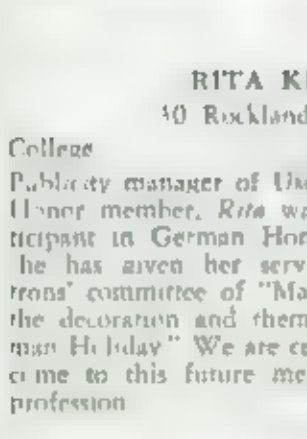 RITA K
40 Rockland
College
Publicity manager of
Honor member. Rita wa
ticipant in German Hon
he has given her serv
trons' committee of "Ma
the decoration and them
man Holiday." We are ce
come to this future me
profession